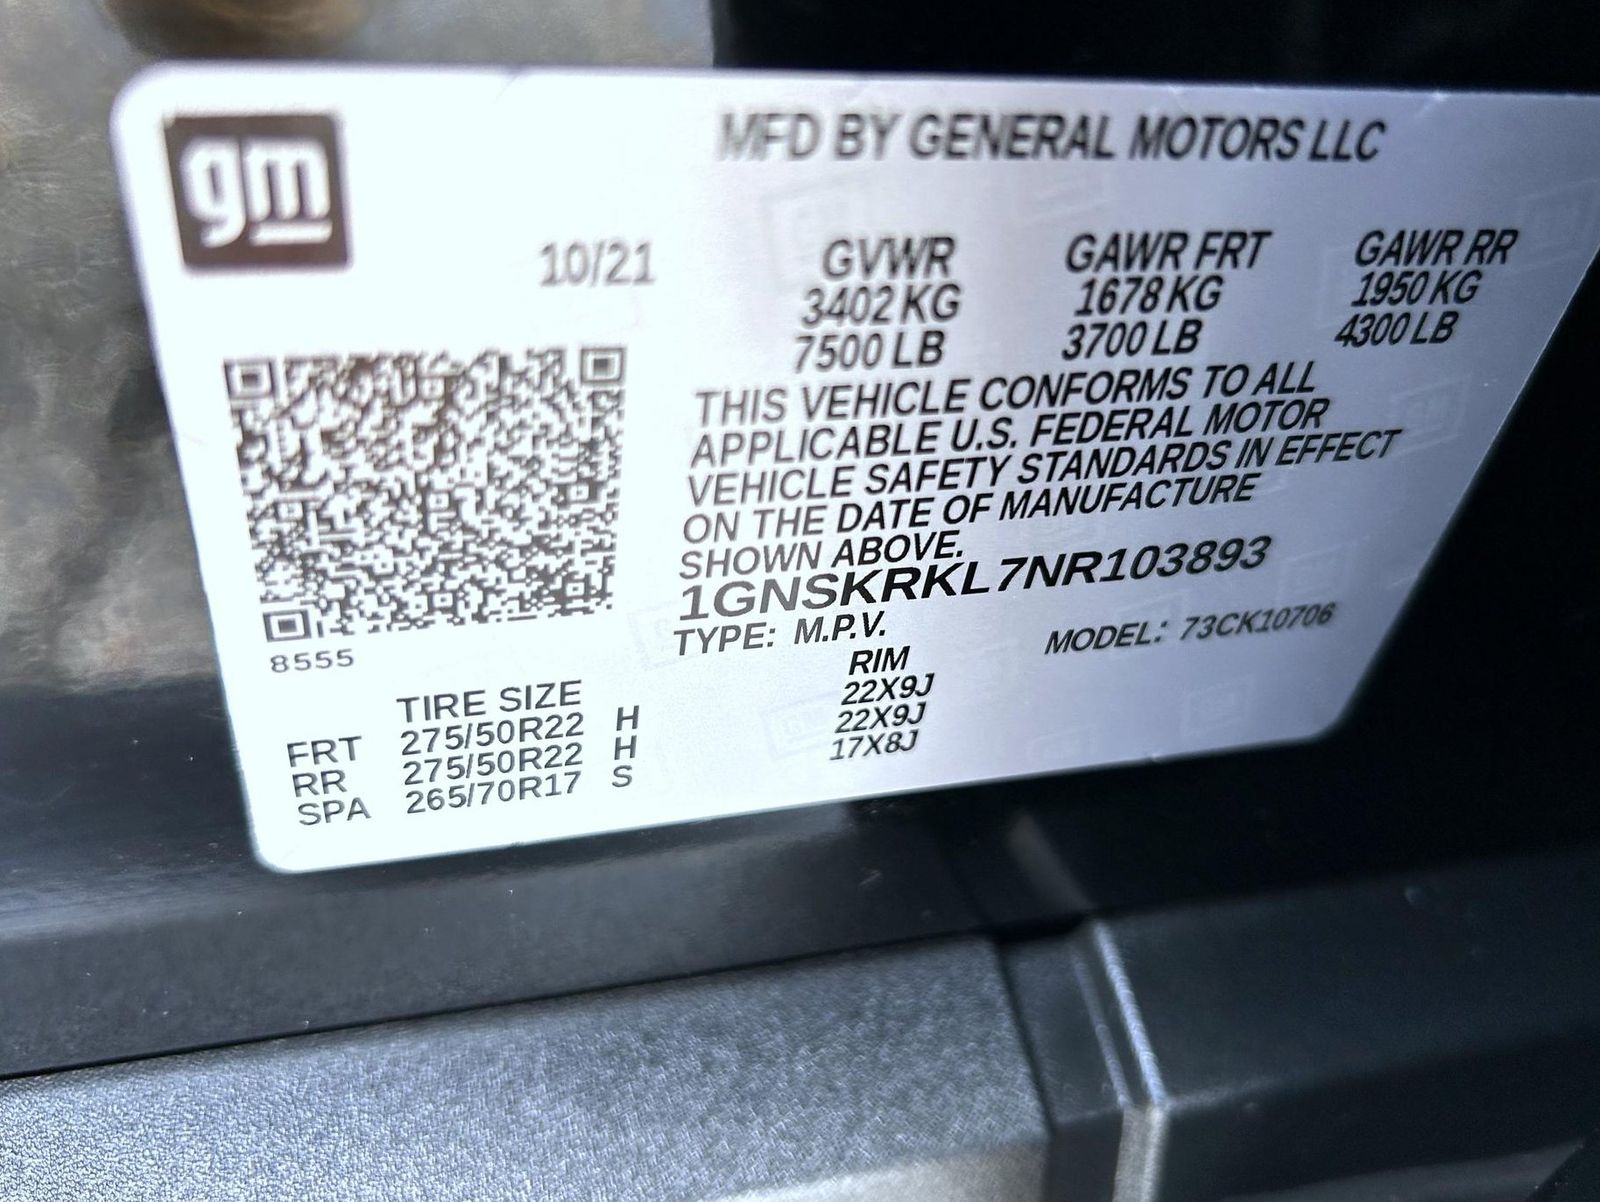 gm
MFD BY GENERAL MOTORS LLC
10/21
GVWR GAWR FRT GAWR RR
3402 KG 1678 KG 1950 KG
7500 LB 3700 LB 4300 LB
THIS VEHICLE CONFORMS TO ALL
APPLICABLE U.S. FEDERAL MOTOR
VEHICLE SAFETY STANDARDS IN EFFECT
ON THE DATE OF MANUFACTURE
SHOWN ABOVE.
1GNSKRKL7NR103893
TYPE: M.P.V. MODEL: 73CK10706
8555
TIRE SIZE RIM
FRT 275/50R22 H 22X9J
RR 275/50R22 H 22X9J
SPA 265/70R17 S 17X8J